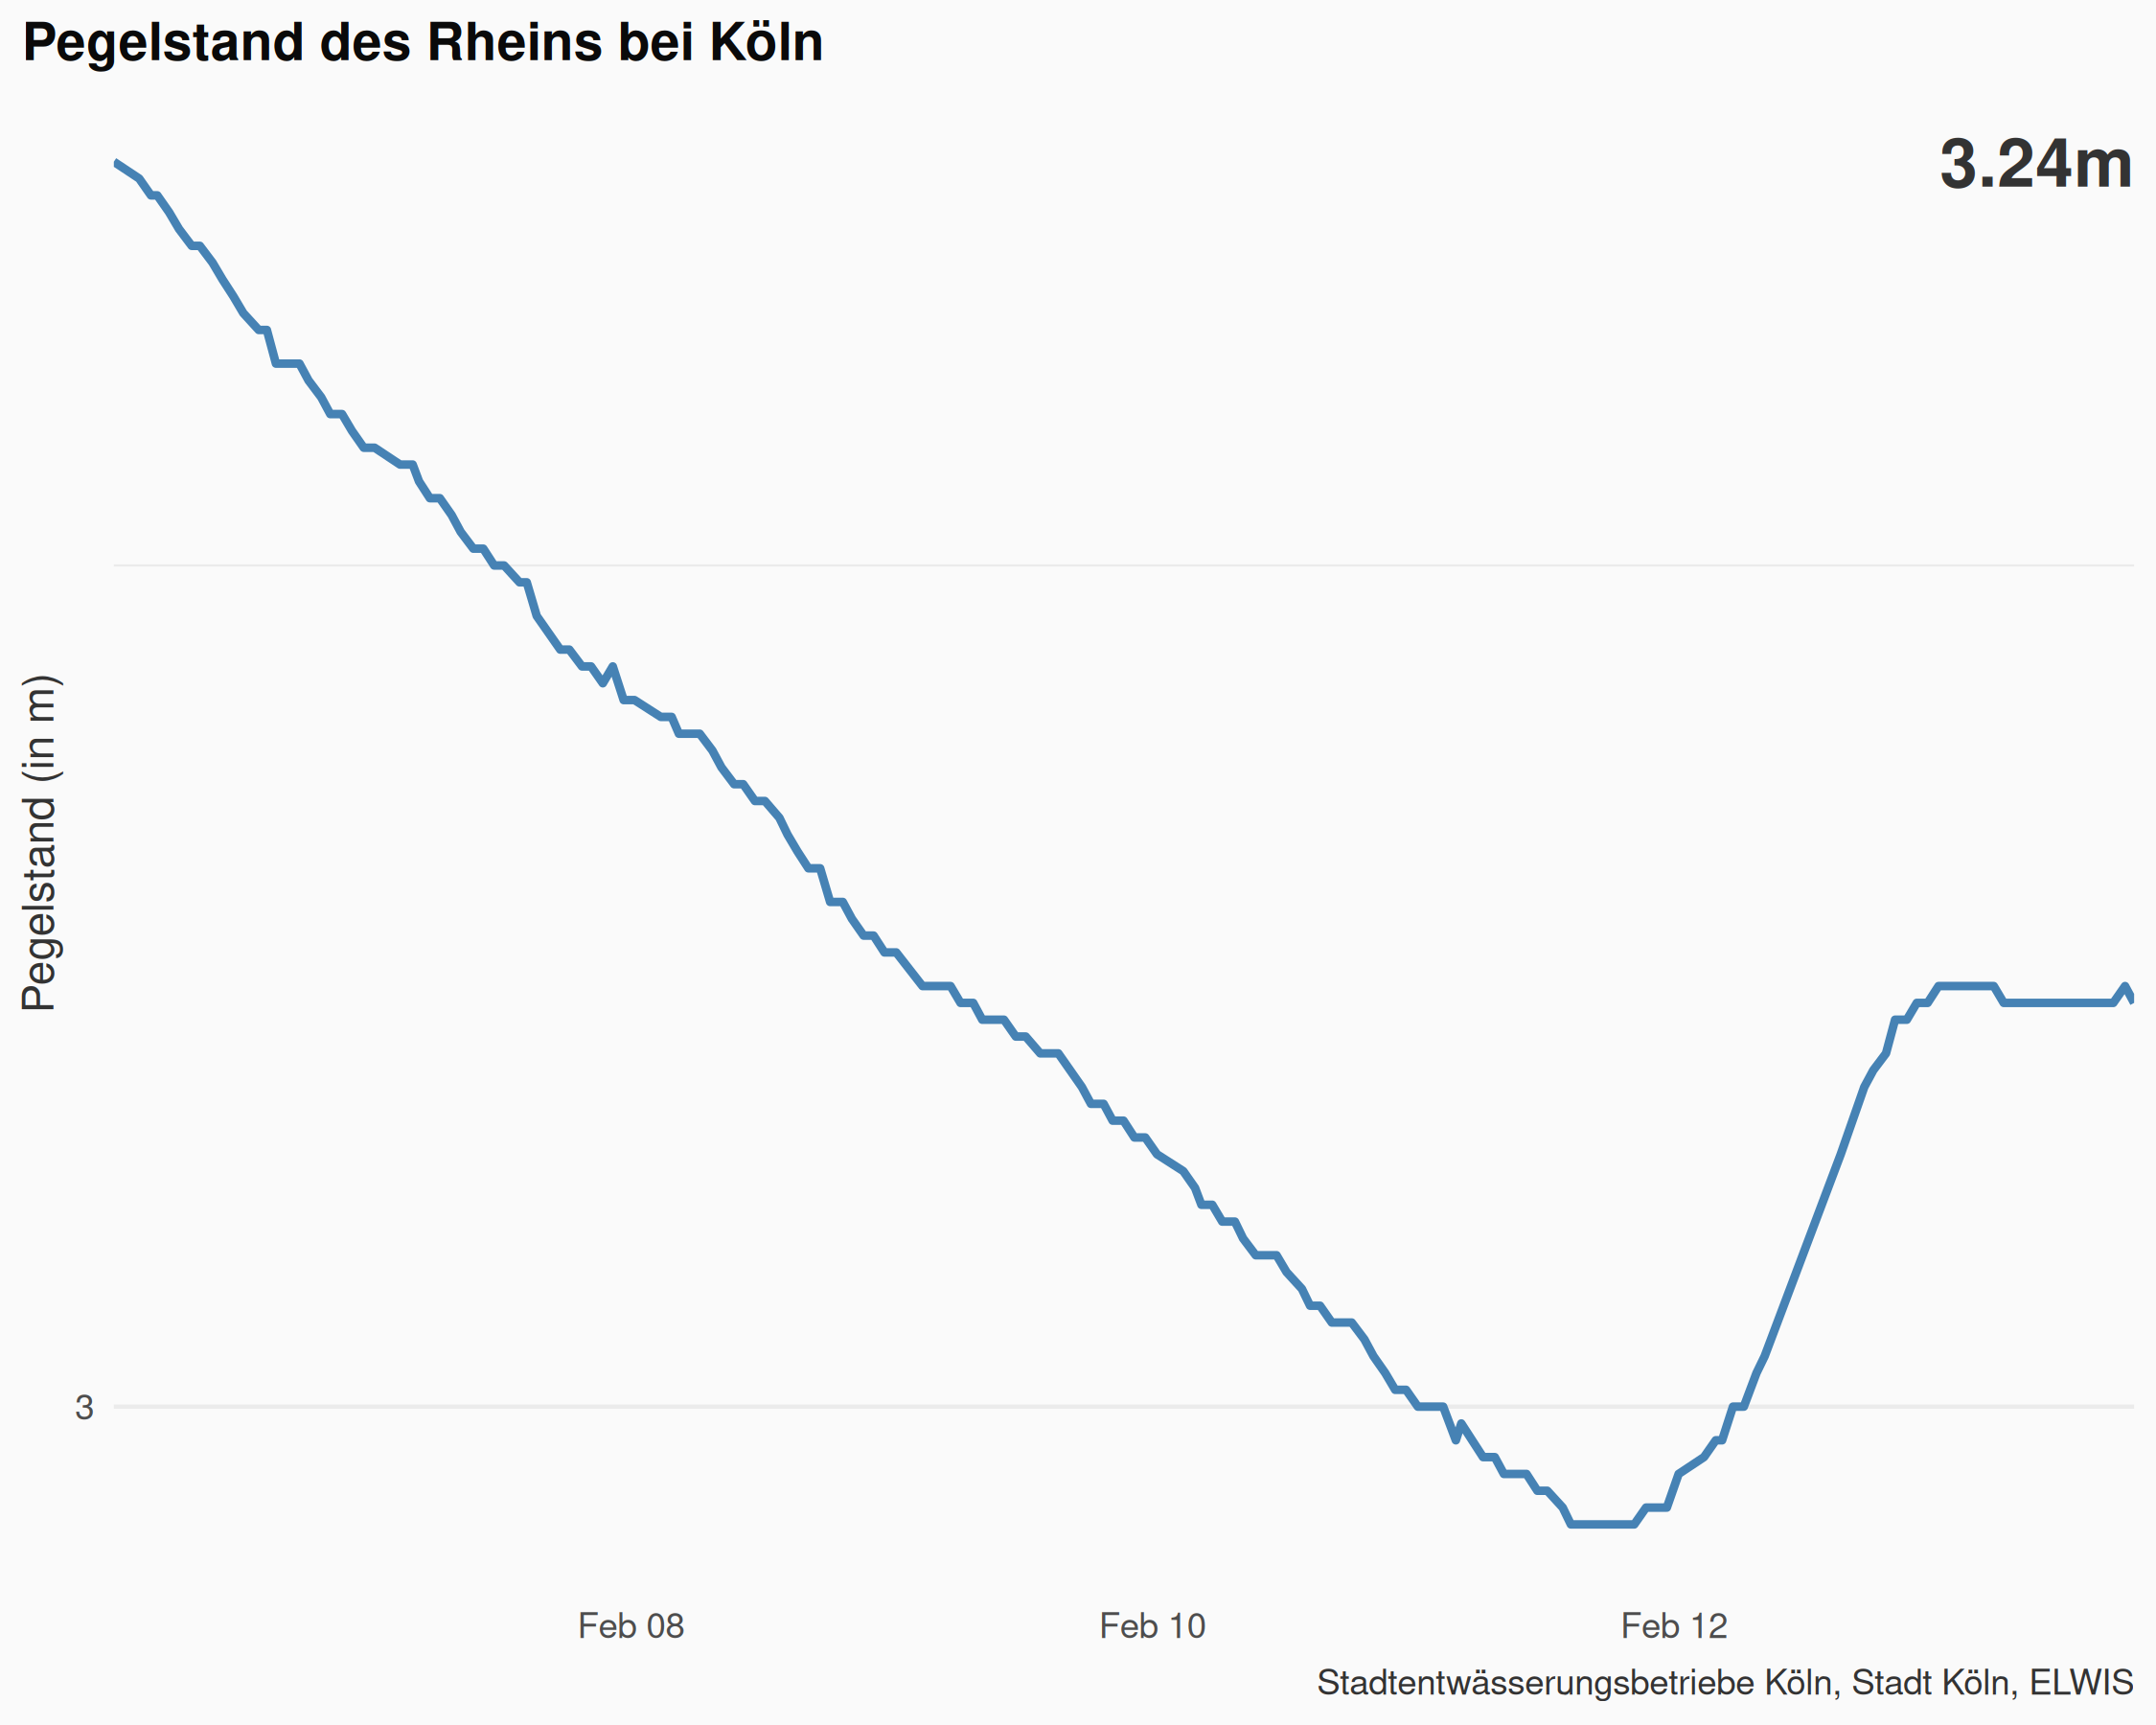 Pegelstand des Rheins bei Köln
3.24m
Pegelstand (in m)
3
Feb 08
Feb 10
Feb 12
Stadtentwässerungsbetriebe Köln, Stadt Köln, ELWIS